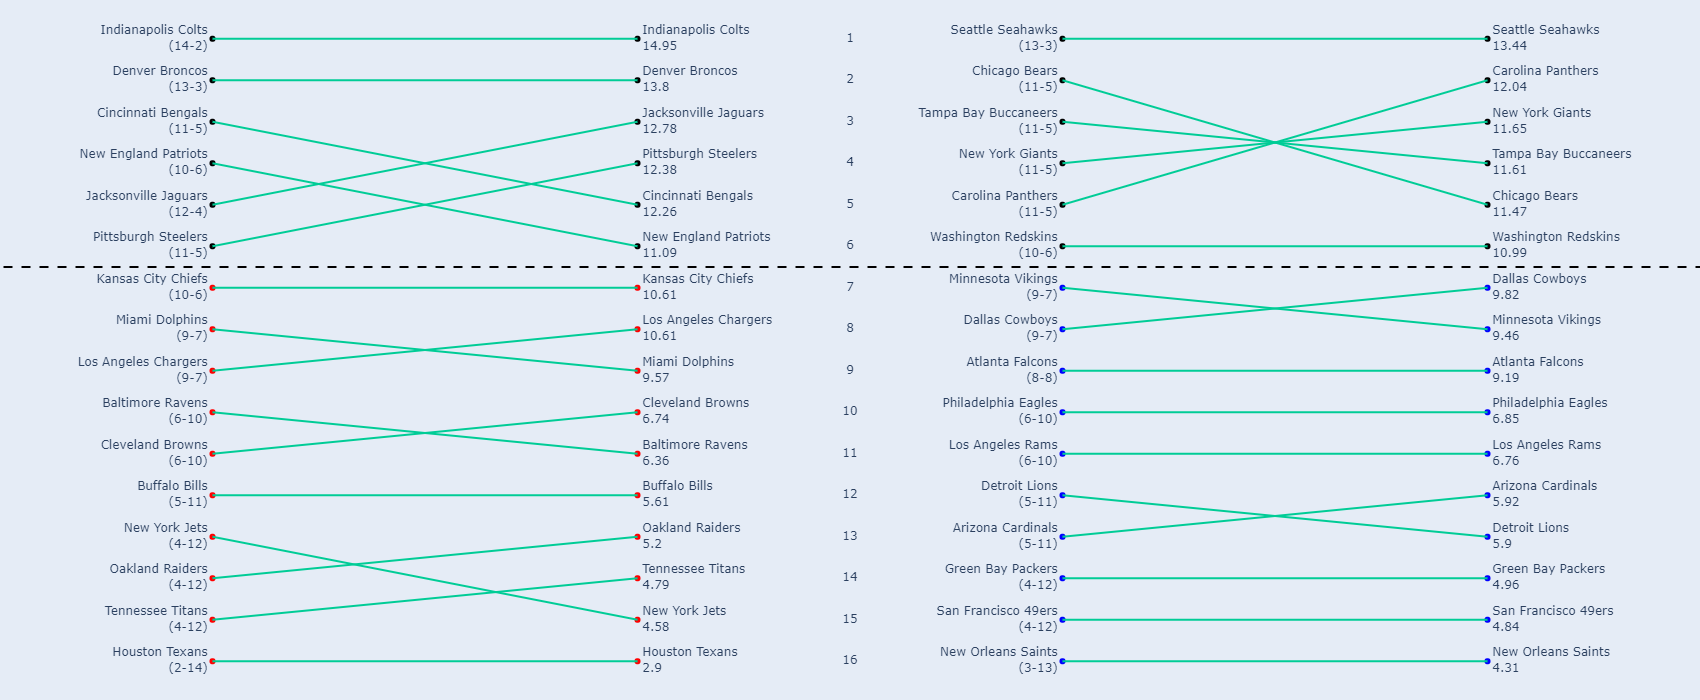 Indianapolis Colts
(14-2)
Indianapolis Colts
14.95
1
Seattle Seahawks
(13-3)
Seattle Seahawks
13.44
Denver Broncos
(13-3)
Denver Broncos
13.8
2
Chicago Bears
(11-5)
Carolina Panthers
12.04
Cincinnati Bengals
(11-5)
Jacksonville Jaguars
12.78
3
Tampa Bay Buccaneers
(11-5)
New York Giants
11.65
New England Patriots
(10-6)
Pittsburgh Steelers
12.38
4
New York Giants
(11-5)
Tampa Bay Buccaneers
11.61
Jacksonville Jaguars
(12-4)
Cincinnati Bengals
12.26
5
Carolina Panthers
(11-5)
Chicago Bears
11.47
Pittsburgh Steelers
(11-5)
New England Patriots
11.09
6
Washington Redskins
(10-6)
Washington Redskins
10.99
Kansas City Chiefs
(10-6)
Kansas City Chiefs
10.61
7
Minnesota Vikings
(9-7)
Dallas Cowboys
9.82
Miami Dolphins
(9-7)
Los Angeles Chargers
10.61
8
Dallas Cowboys
(9-7)
Minnesota Vikings
9.46
Los Angeles Chargers
(9-7)
Miami Dolphins
9.57
9
Atlanta Falcons
(8-8)
Atlanta Falcons
9.19
Baltimore Ravens
(6-10)
Cleveland Browns
6.74
10
Philadelphia Eagles
(6-10)
Philadelphia Eagles
6.85
Cleveland Browns
(6-10)
Baltimore Ravens
6.36
11
Los Angeles Rams
(6-10)
Los Angeles Rams
6.76
Buffalo Bills
(5-11)
Buffalo Bills
5.61
12
Detroit Lions
(5-11)
Arizona Cardinals
5.92
New York Jets
(4-12)
Oakland Raiders
5.2
13
Arizona Cardinals
(5-11)
Detroit Lions
5.9
Oakland Raiders
(4-12)
Tennessee Titans
4.79
14
Green Bay Packers
(4-12)
Green Bay Packers
4.96
Tennessee Titans
(4-12)
New York Jets
4.58
15
San Francisco 49ers
(4-12)
San Francisco 49ers
4.84
Houston Texans
(2-14)
Houston Texans
2.9
16
New Orleans Saints
(3-13)
New Orleans Saints
4.31